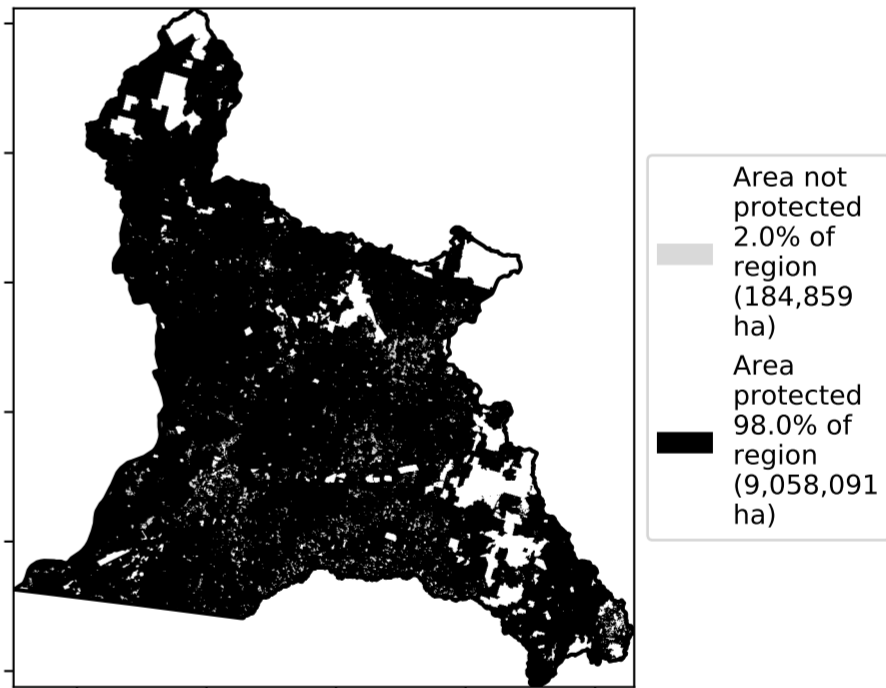 Area not
protected
2.0% of
region
(184,859
ha)
Area
protected
98.0% of
region
(9,058,091
ha)